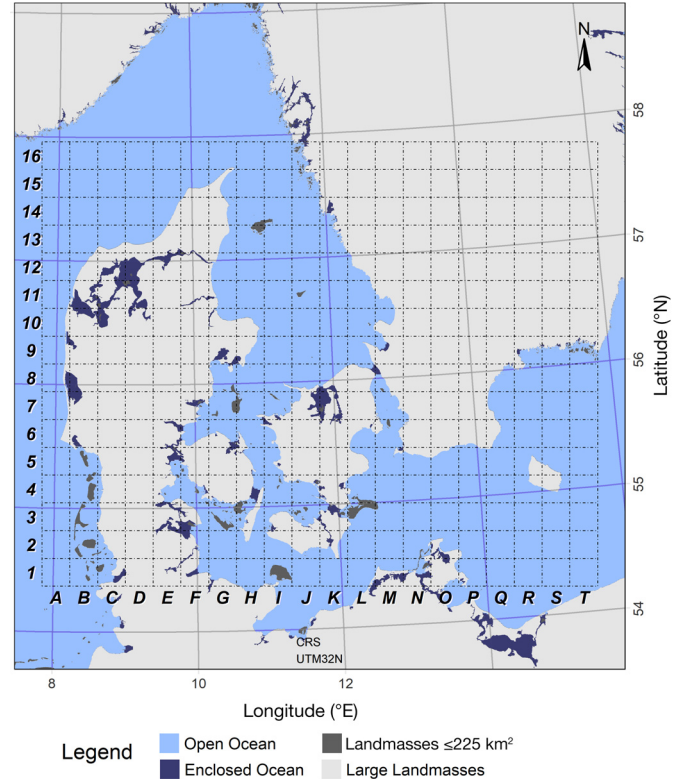 N
58
57
56
55
54
Latitude (°N)
16
15
14
13
12
11
10
9
8
7
6
5
4
3
2
1
A B C D E F G H I J K L M N O P Q R S T
CRS
UTM32N
8 10 12
Longitude (°E)
Legend
Open Ocean
Landmasses ≤225 km²
Enclosed Ocean
Large Landmasses